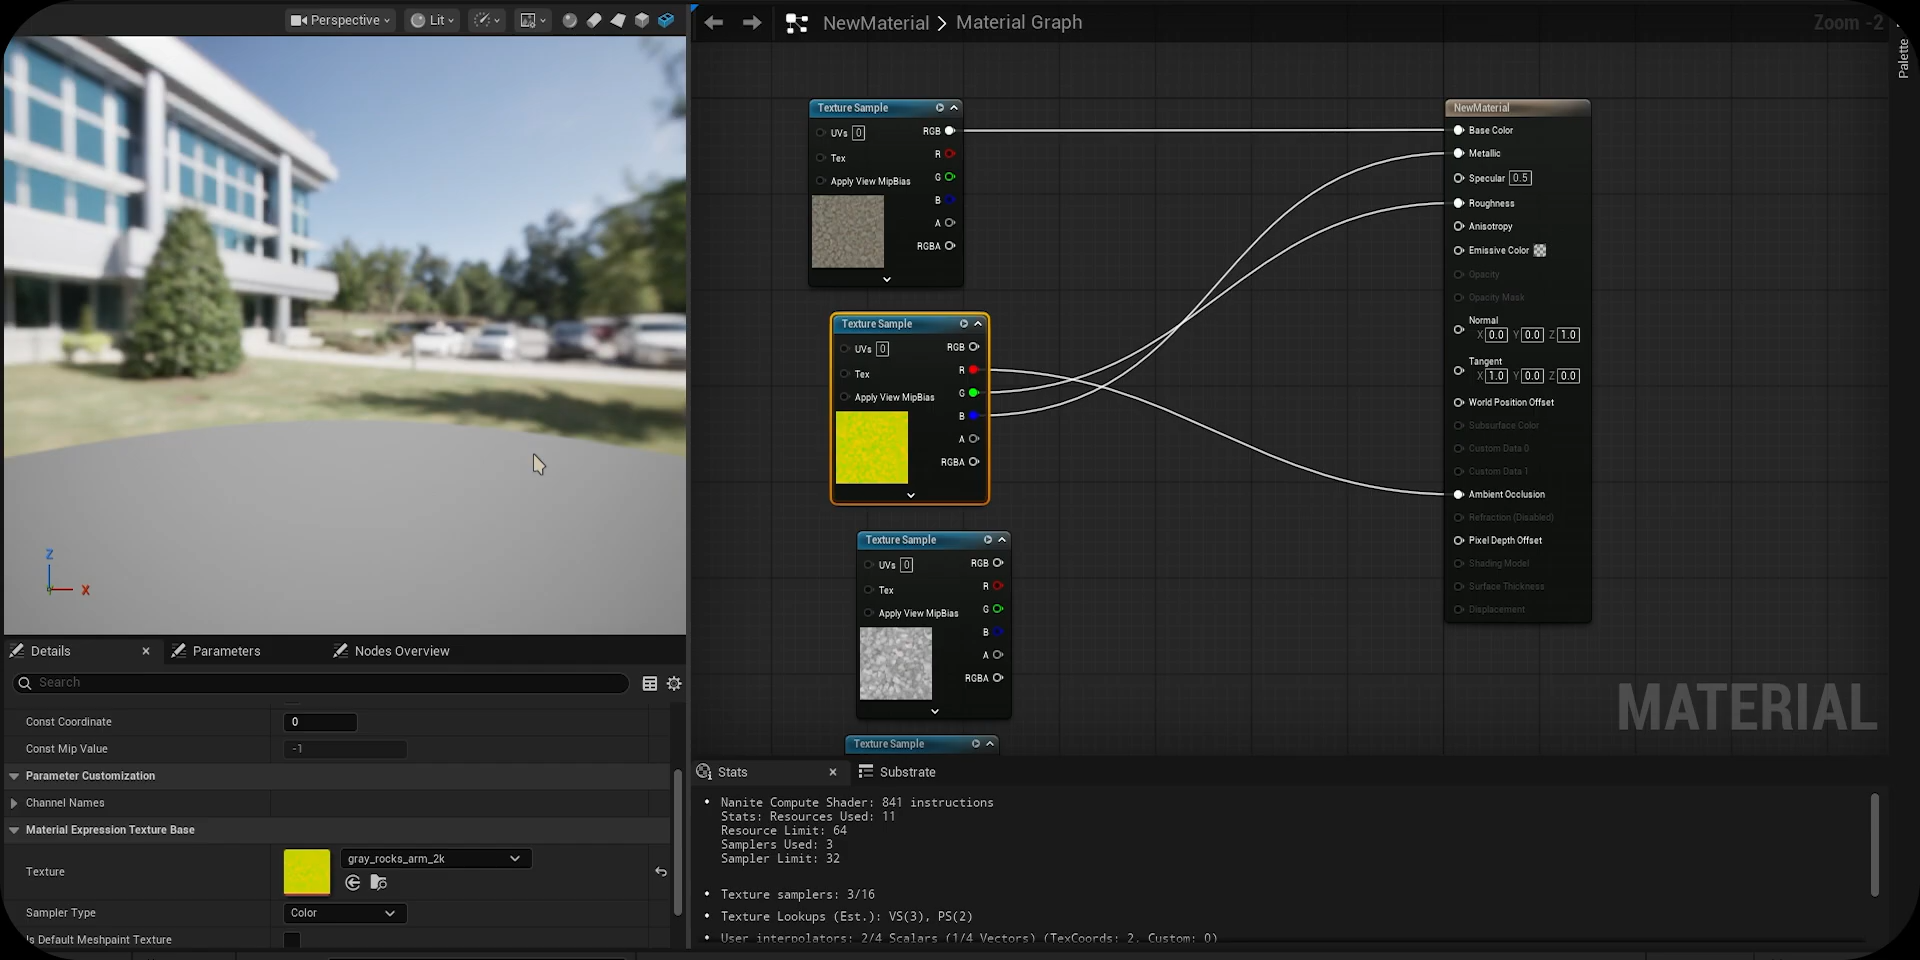 Perspective
Lit
NewMaterial > Material Graph
Zoom -2
Palette
Texture Sample
UVs 0
Tex
Apply View MipBias
RGB
R
G
B
A
RGBA
Texture Sample
UVs 0
Tex
Apply View MipBias
RGB
R
G
B
A
RGBA
Texture Sample
UVs 0
Tex
Apply View MipBias
RGB
R
G
B
A
RGBA
Texture Sample
NewMaterial
Base Color
Metallic
Specular 0.5
Roughness
Anisotropy
Emissive Color
Opacity
Opacity Mask
Normal
X 0.0 Y 0.0 Z 1.0
Tangent
X 1.0 Y 0.0 Z 0.0
World Position Offset
Subsurface Color
Custom Data 0
Custom Data 1
Ambient Occlusion
Refraction (Disabled)
Pixel Depth Offset
Shading Model
Surface Thickness
Displacement
MATERIAL
Z
X
Details
Parameters
Nodes Overview
Search
Const Coordinate 0
Const Mip Value -1
Parameter Customization
Channel Names
Material Expression Texture Base
Texture gray_rocks_arm_2k
Sampler Type Color
Is Default Meshpaint Texture
Stats
Substrate
Nanite Compute Shader: 841 instructions
Stats: Resources Used: 11
Resource Limit: 64
Samplers Used: 3
Sampler Limit: 32
Texture samplers: 3/16
Texture Lookups (Est.): VS(3), PS(2)
User interpolators: 2/4 Scalars (1/4 Vectors) (TexCoords: 2, Custom: 0)